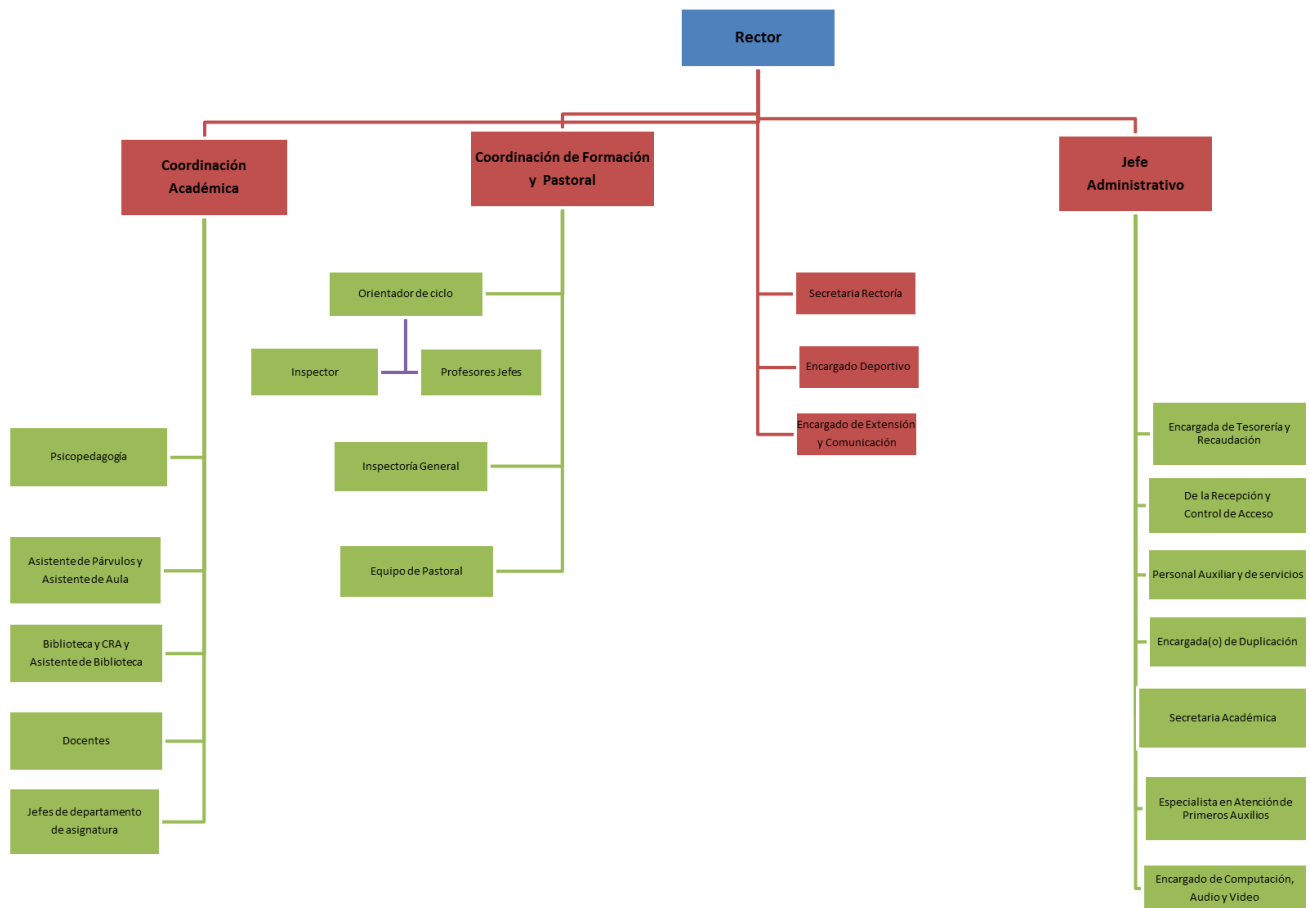 Rector
Coordinación
Académica
Coordinación de Formación
y Pastoral
Jefe
Administrativo
Orientador de ciclo
Inspector
Profesores Jefes
Inspectoría General
Equipo de Pastoral
Secretaria Rectoría
Encargado Deportivo
Encargado de Extensión
y Comunicación
Psicopedagogía
Asistente de Párvulos y
Asistente de Aula
Biblioteca y CRA y
Asistente de Biblioteca
Docentes
Jefes de departamento
de asignatura
Encargada de Tesorería y
Recaudación
De la Recepción y
Control de Acceso
Personal Auxiliar y de servicios
Encargada(o) de Duplicación
Secretaria Académica
Especialista en Atención de
Primeros Auxilios
Encargado de Computación,
Audio y Video